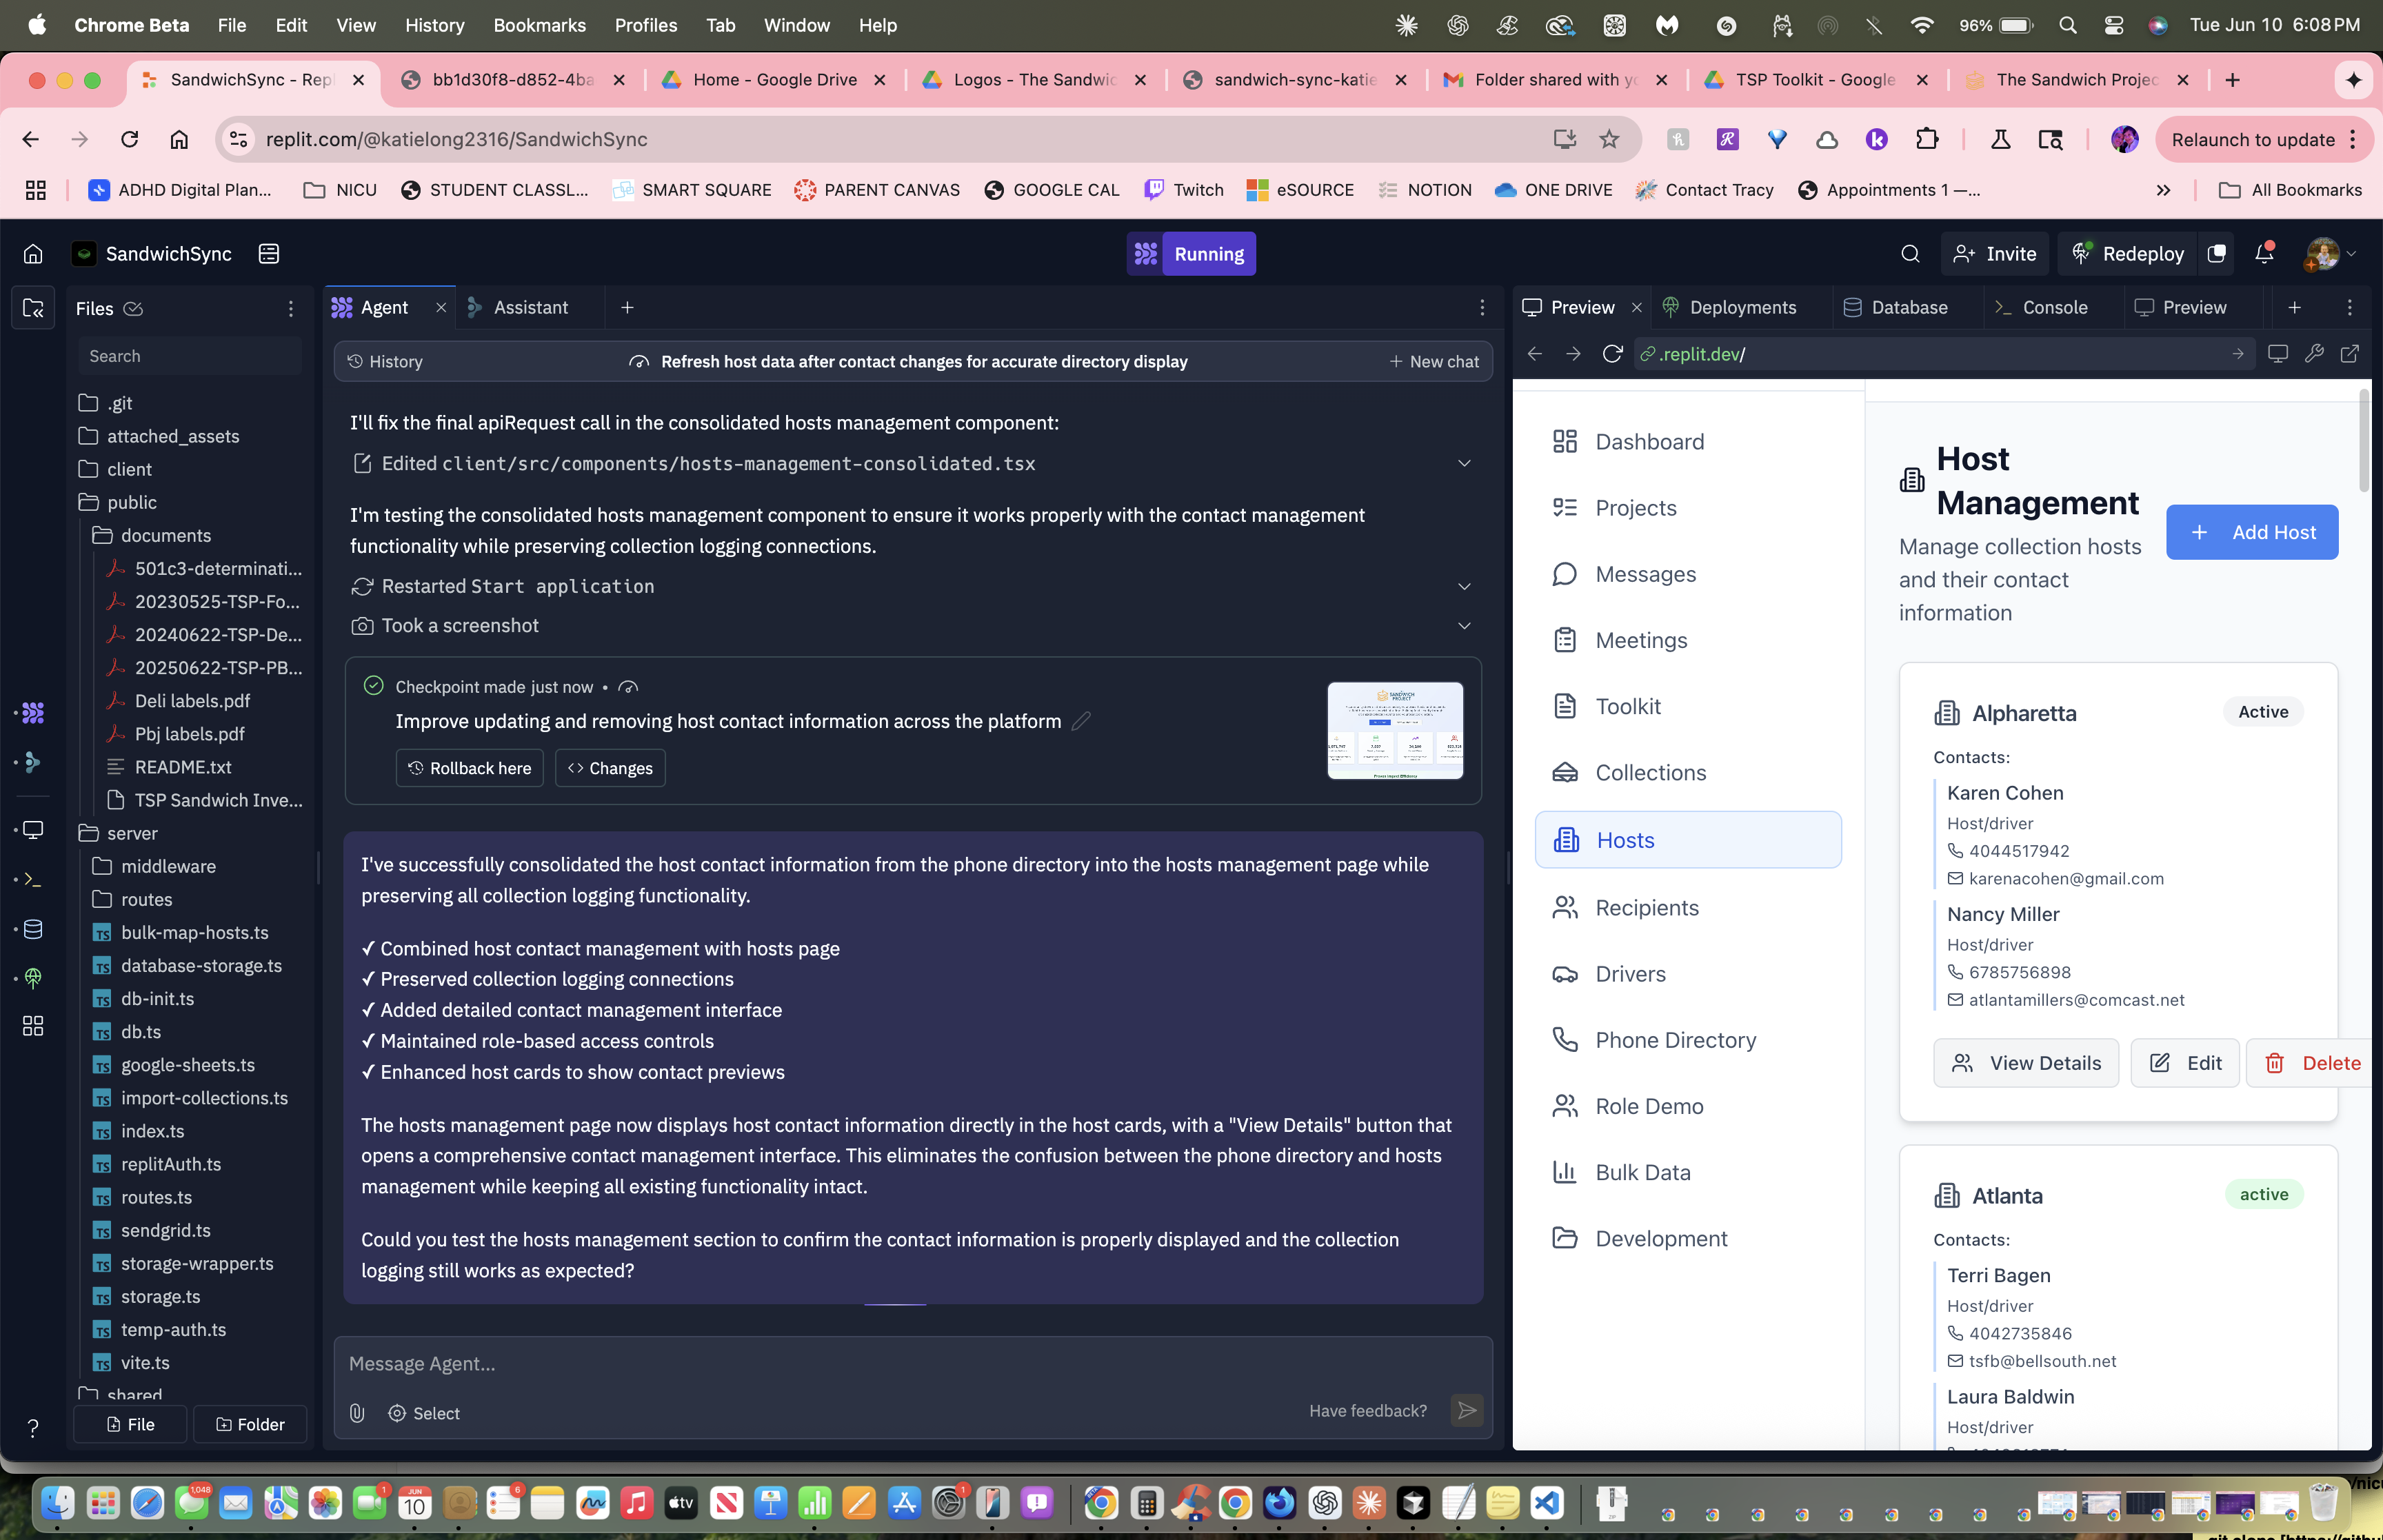 Chrome Beta File Edit View History Bookmarks Profiles Tab Window Help 96% Tue Jun 10 6:08 PM
SandwichSync - Repl bb1d30f8-d852-4ba Home - Google Drive Logos - The Sandwic sandwich-sync-katie Folder shared with yo TSP Toolkit - Google The Sandwich Projec
replit.com/@katielong2316/SandwichSync Relaunch to update
ADHD Digital Plan... NICU STUDENT CLASSL... SMART SQUARE PARENT CANVAS GOOGLE CAL Twitch eSOURCE NOTION ONE DRIVE Contact Tracy Appointments 1 —... All Bookmarks
SandwichSync Running Invite Redeploy
Files
Search
.git
attached_assets
client
public
documents
501c3-determinati...
20230525-TSP-Fo...
20240622-TSP-De...
20250622-TSP-PB...
Deli labels.pdf
Pbj labels.pdf
README.txt
TSP Sandwich Inve...
server
middleware
routes
bulk-map-hosts.ts
database-storage.ts
db-init.ts
db.ts
google-sheets.ts
import-collections.ts
index.ts
replitAuth.ts
routes.ts
sendgrid.ts
storage-wrapper.ts
storage.ts
temp-auth.ts
vite.ts
shared
File Folder
Agent Assistant
History Refresh host data after contact changes for accurate directory display New chat
I'll fix the final apiRequest call in the consolidated hosts management component:
Edited client/src/components/hosts-management-consolidated.tsx
I'm testing the consolidated hosts management component to ensure it works properly with the contact management
functionality while preserving collection logging connections.
Restarted Start application
Took a screenshot
Checkpoint made just now •
Improve updating and removing host contact information across the platform
Rollback here Changes
SANDWICH
PROJECT
I've successfully consolidated the host contact information from the phone directory into the hosts management page while
preserving all collection logging functionality.
✓ Combined host contact management with hosts page
✓ Preserved collection logging connections
✓ Added detailed contact management interface
✓ Maintained role-based access controls
✓ Enhanced host cards to show contact previews
The hosts management page now displays host contact information directly in the host cards, with a "View Details" button that
opens a comprehensive contact management interface. This eliminates the confusion between the phone directory and hosts
management while keeping all existing functionality intact.
Could you test the hosts management section to confirm the contact information is properly displayed and the collection
logging still works as expected?
Message Agent...
Select Have feedback?
Preview Deployments Database Console Preview
.replit.dev/
Dashboard
Projects
Messages
Meetings
Toolkit
Collections
Hosts
Recipients
Drivers
Phone Directory
Role Demo
Bulk Data
Development
Host
Management
Manage collection hosts
and their contact
information
Add Host
Alpharetta Active
Contacts:
Karen Cohen
Host/driver
4044517942
karenacohen@gmail.com
Nancy Miller
Host/driver
6785756898
atlantamillers@comcast.net
View Details Edit Delete
Atlanta active
Contacts:
Terri Bagen
Host/driver
4042735846
tsfb@bellsouth.net
Laura Baldwin
Host/driver
1,048 1 JUN 10 6 tv 1